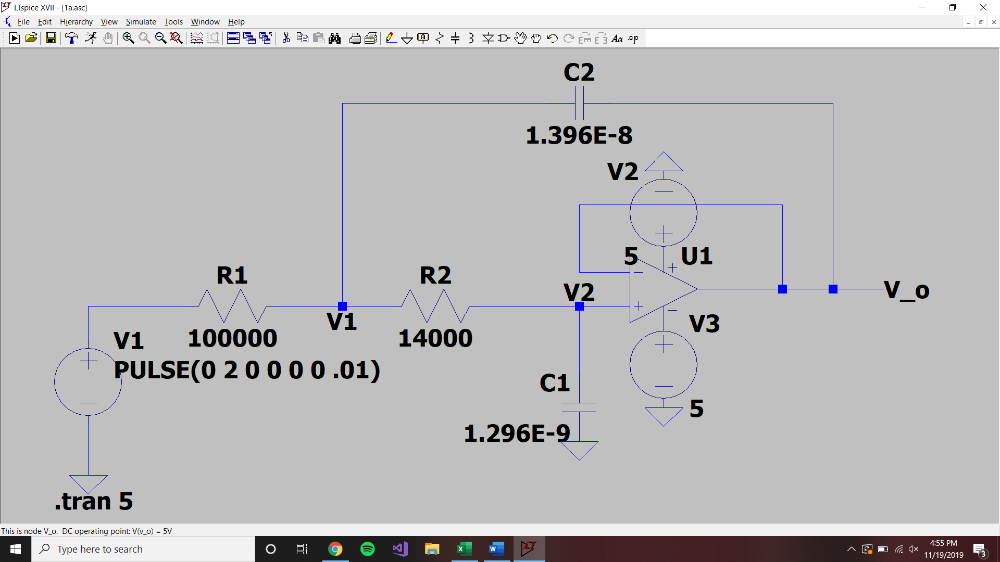 LTspice XVII - [1a.asc]
File Edit Hierarchy View Simulate Tools Window Help
C2
1.396E-8
V2
5
U1
R1
R2
V2
V_o
V1
100000
14000
V3
V1
PULSE(0 2 0 0 0 0 .01)
C1
5
1.296E-9
.tran 5
This is node V_o. DC operating point: V(v_o) = 5V
Type here to search
4:55 PM
11/19/2019
3